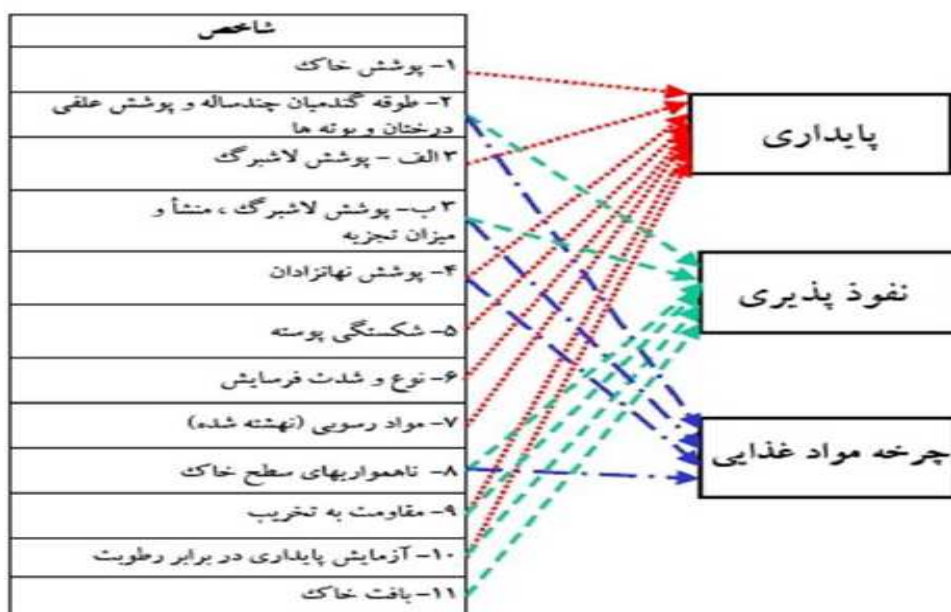 شاخص
۱- پوشش خاک
۲- طوقه گندمیان چندساله و پوشش علفی
درختان و بوته ها
۳ الف - پوشش لاشبرگ
۳ ب- پوشش لاشبرگ ، منشأ و
میزان تجزیه
۴- پوشش نهانزادان
۵- شکستگی پوسته
۶- نوع و شدت فرسایش
۷- مواد رسوبی (نهشته شده)
۸- ناهمواریهای سطح خاک
۹- مقاومت به تخریب
۱۰- آزمایش پایداری در برابر رطوبت
۱۱- بافت خاک
پایداری
نفوذ پذیری
چرخه مواد غذایی